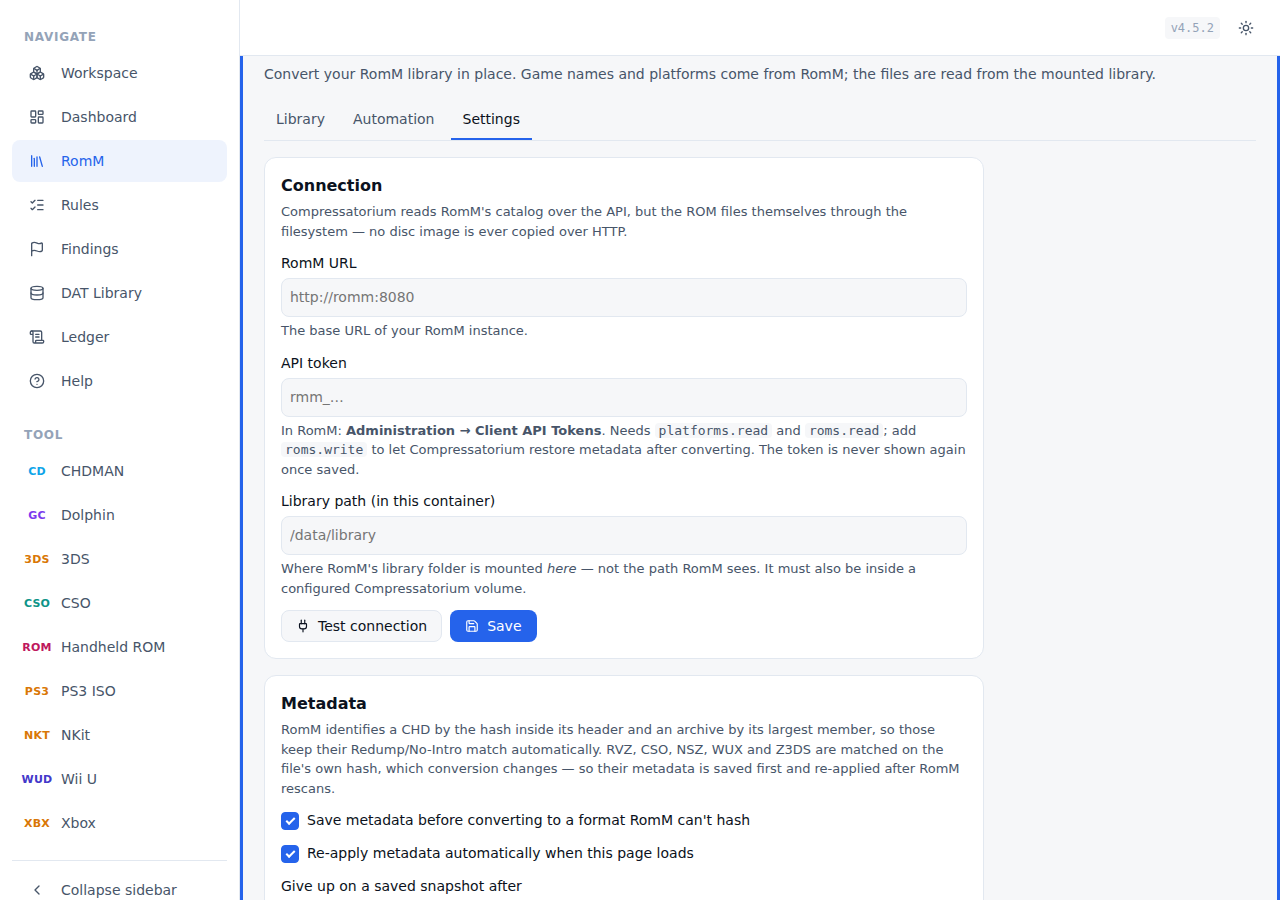 NAVIGATE
Workspace
Dashboard
RomM
Rules
Findings
DAT Library
Ledger
Help
TOOL
CD CHDMAN
GC Dolphin
3DS 3DS
CSO CSO
ROM Handheld ROM
PS3 PS3 ISO
NKT NKit
WUD Wii U
XBX Xbox
Collapse sidebar
v4.5.2
Convert your RomM library in place. Game names and platforms come from RomM; the files are read from the mounted library.
Library Automation Settings
Connection
Compressatorium reads RomM's catalog over the API, but the ROM files themselves through the
filesystem — no disc image is ever copied over HTTP.
RomM URL
http://romm:8080
The base URL of your RomM instance.
API token
rmm_...
In RomM: Administration → Client API Tokens. Needs platforms.read and roms.read; add
roms.write to let Compressatorium restore metadata after converting. The token is never shown again
once saved.
Library path (in this container)
/data/library
Where RomM's library folder is mounted here — not the path RomM sees. It must also be inside a
configured Compressatorium volume.
Test connection Save
Metadata
RomM identifies a CHD by the hash inside its header and an archive by its largest member, so those
keep their Redump/No-Intro match automatically. RVZ, CSO, NSZ, WUX and Z3DS are matched on the
file's own hash, which conversion changes — so their metadata is saved first and re-applied after RomM
rescans.
Save metadata before converting to a format RomM can't hash
Re-apply metadata automatically when this page loads
Give up on a saved snapshot after